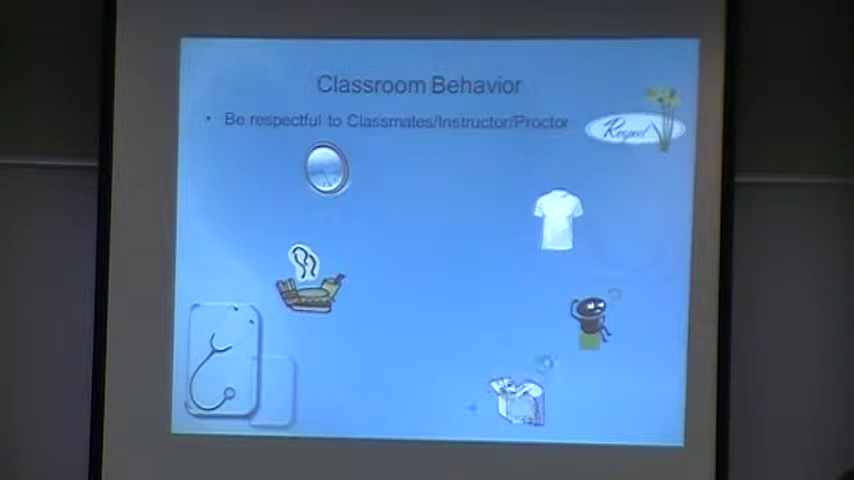 Classroom Behavior
• Be respectful to Classmates/Instructor/Proctor
Respect